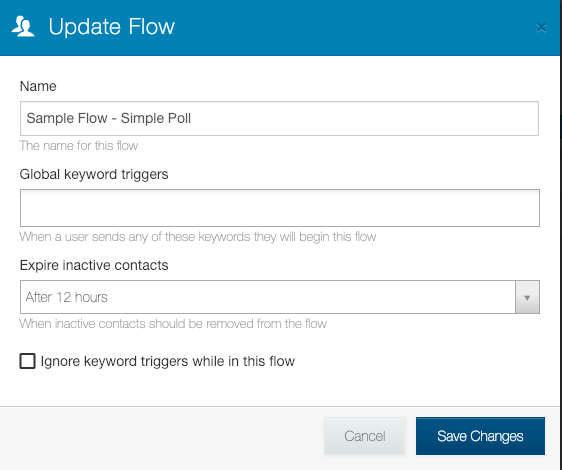 Update Flow
Name
Sample Flow - Simple Poll
The name for this flow
Global keyword triggers
When a user sends any of these keywords they will begin this flow
Expire inactive contacts
After 12 hours
When inactive contacts should be removed from the flow
Ignore keyword triggers while in this flow
Cancel
Save Changes